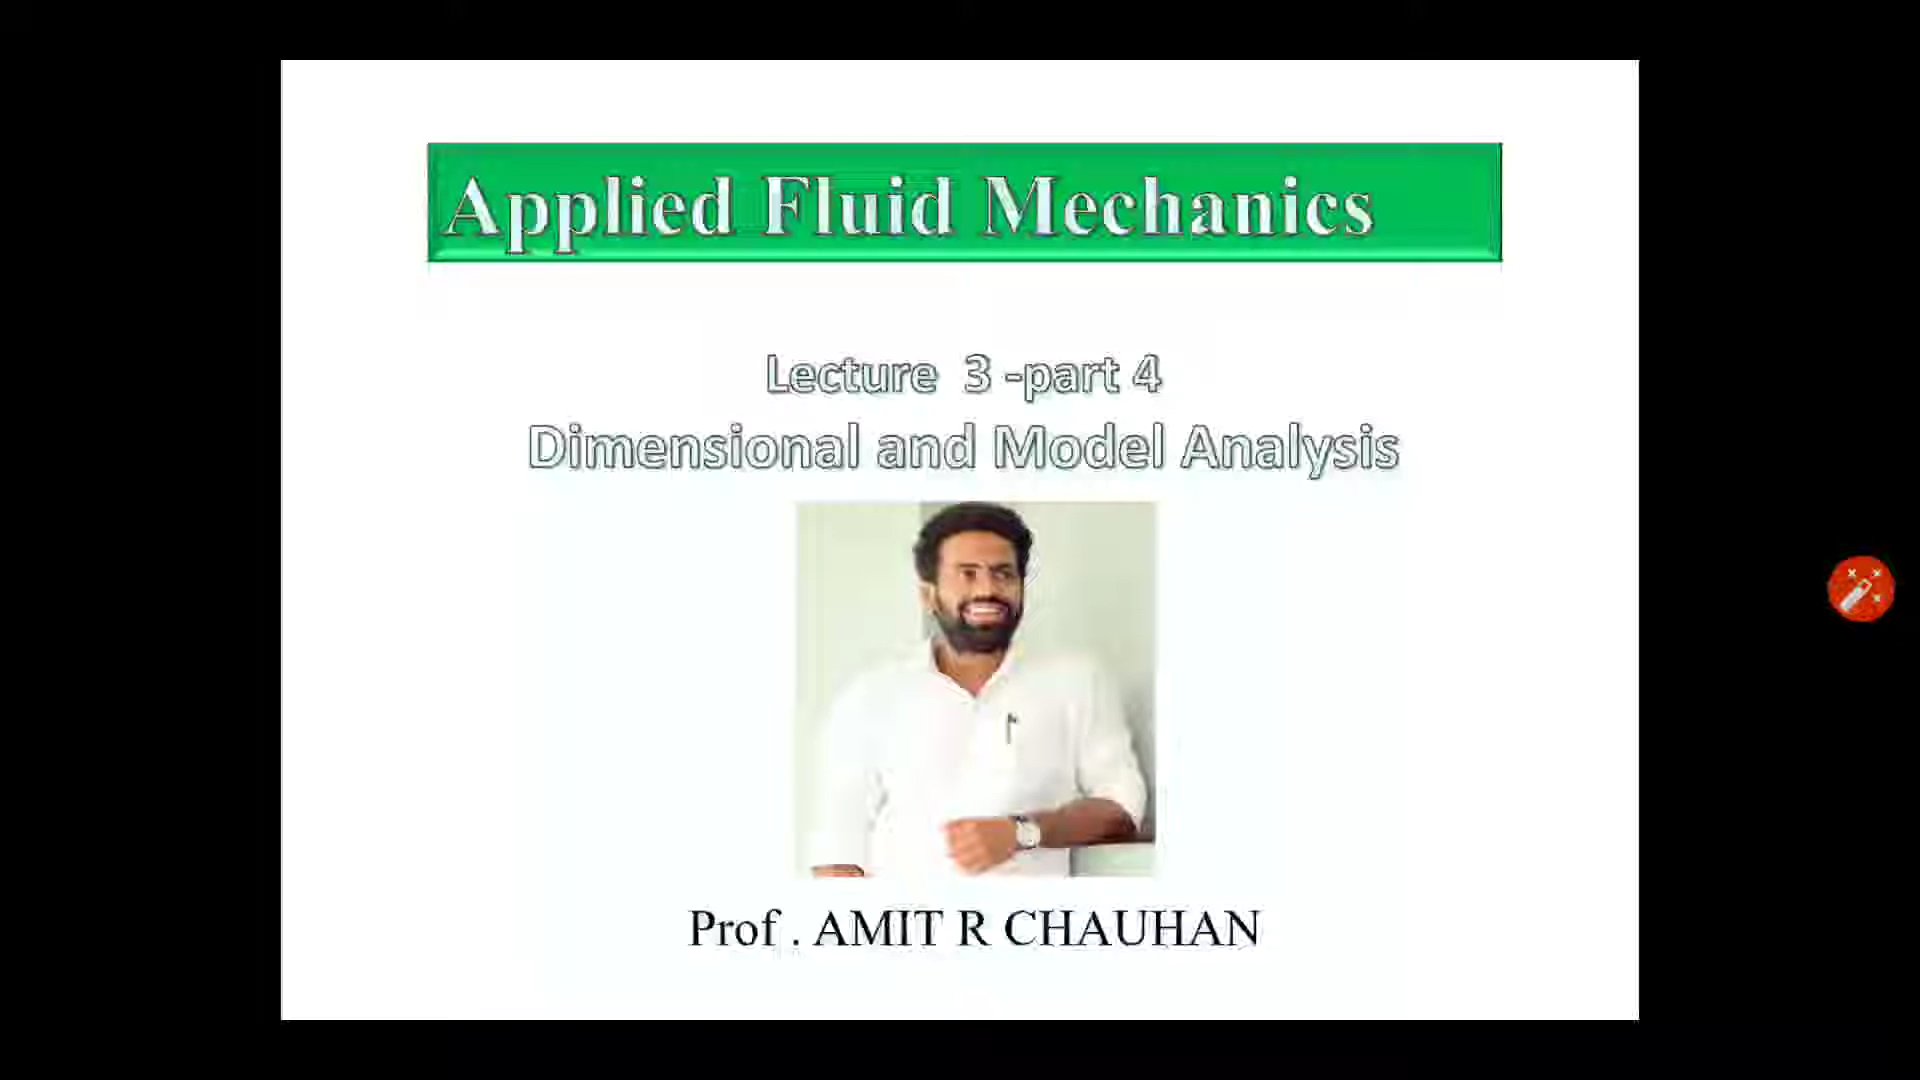 Applied Fluid Mechanics
Lecture 3 -part 4
Dimensional and Model Analysis
Prof . AMIT R CHAUHAN